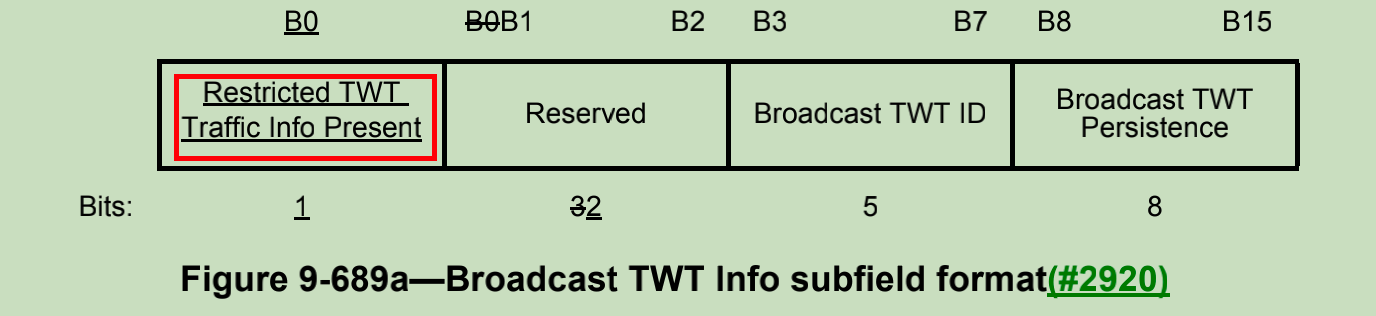 B0 B0B1 B2 B3 B7 B8 B15
Restricted TWT
Traffic Info Present
Reserved
Broadcast TWT ID
Broadcast TWT
Persistence
Bits: 1 32 5 8
Figure 9-689a—Broadcast TWT Info subfield format(#2920)